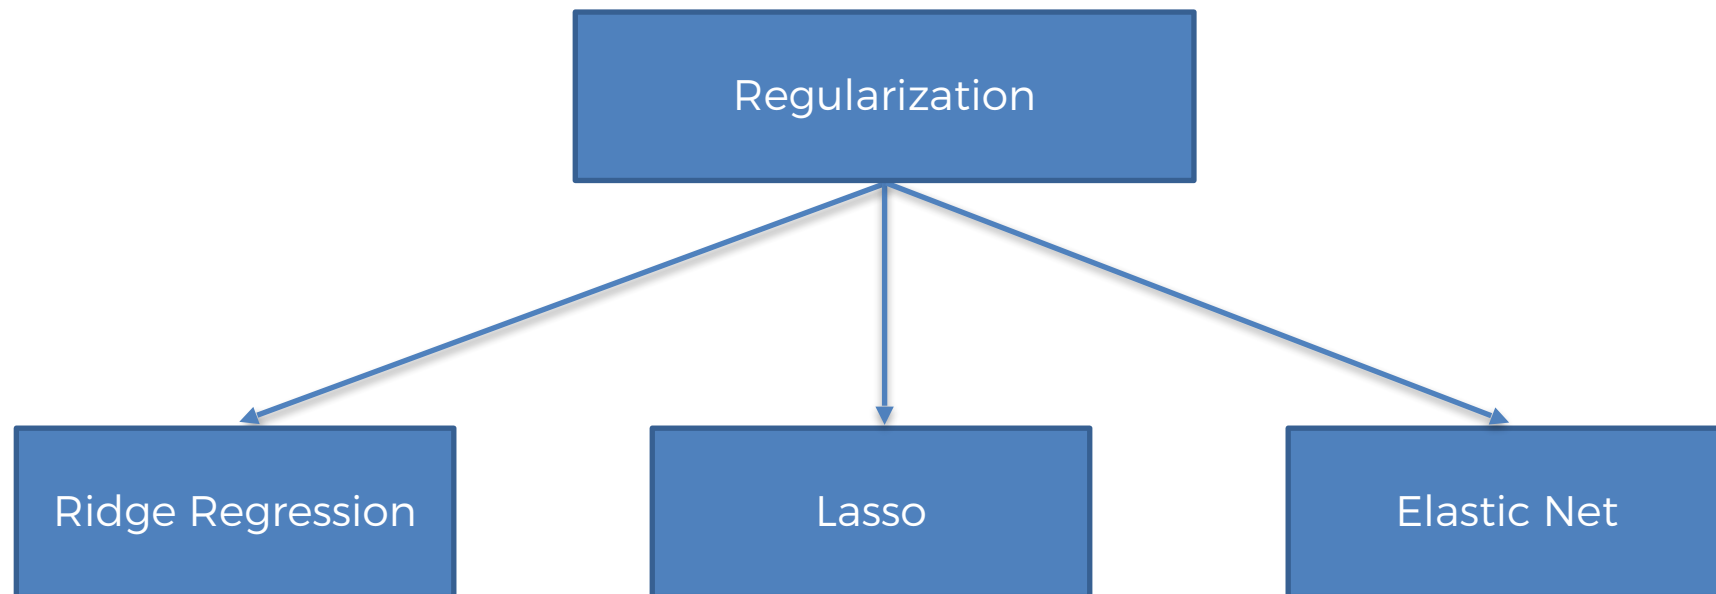 Regularization
Ridge Regression
Lasso
Elastic Net